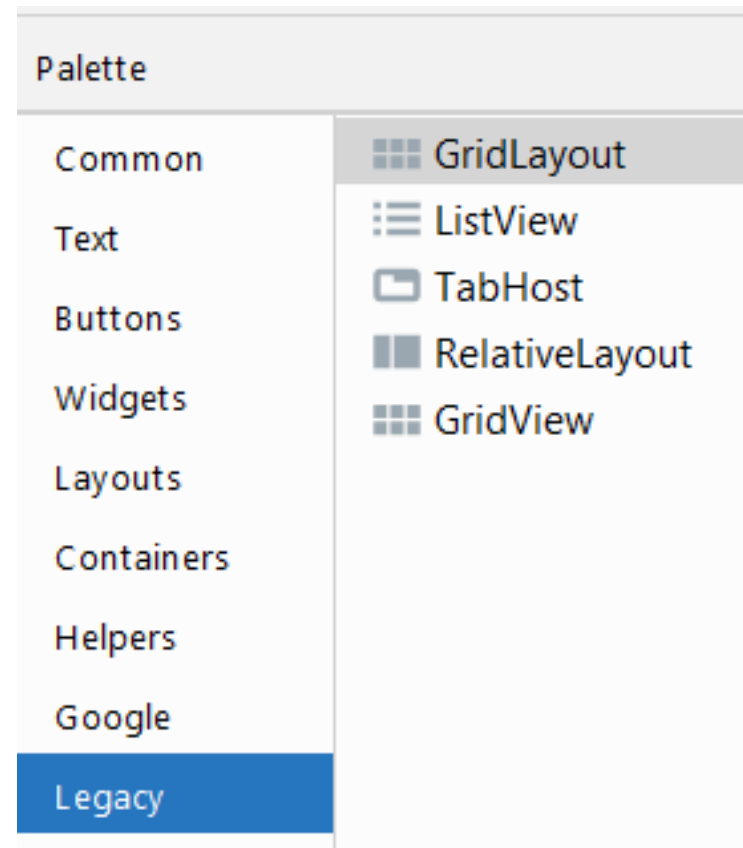 Palette
Common
Text
Buttons
Widgets
Layouts
Containers
Helpers
Google
Legacy
GridLayout
ListView
TabHost
RelativeLayout
GridView